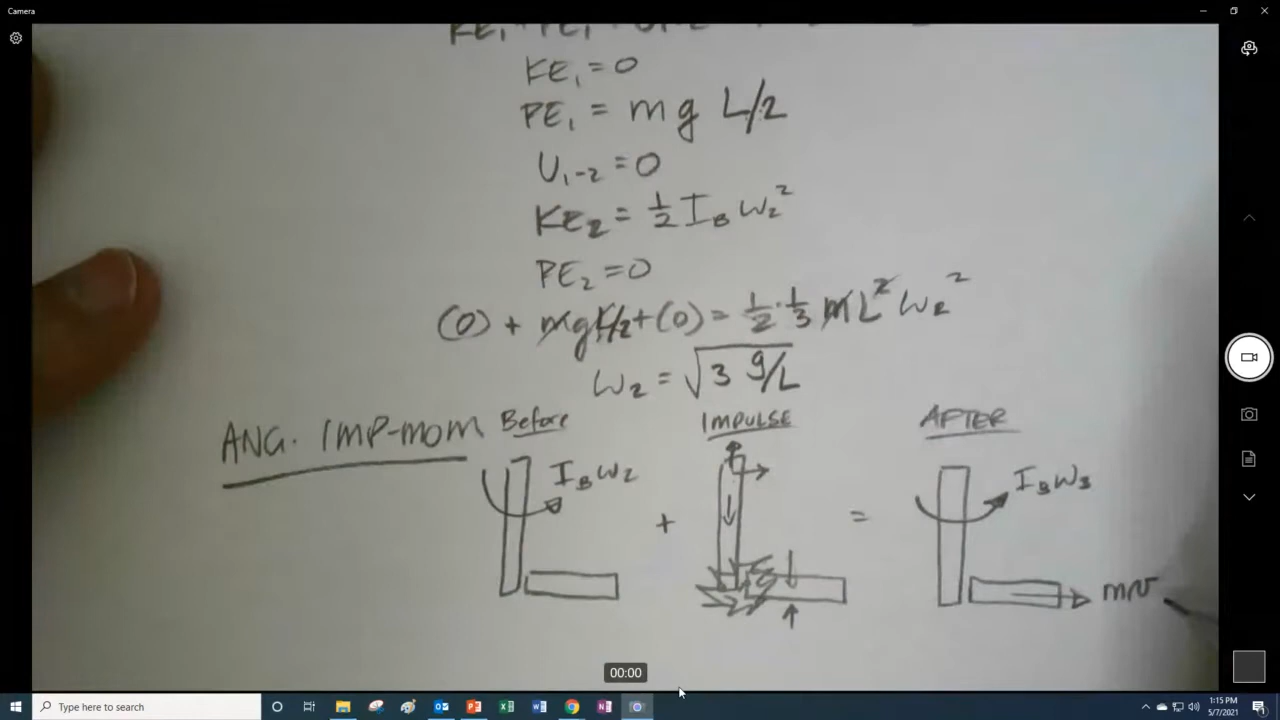 Camera
KE₁ = 0
PE₁ = mg L/2
U₁₋₂ = 0
KE₂ = ½ I_B ω₂²
PE₂ = 0
(0) + mgL/2 + (0) = ½ · ⅓ mL² ω₂²
ω₂ = √3 g/L
ANG. IMP-MOM Before IMPULSE AFTER
I_B ω₂ I_B ω₃
+ =
mv
00:00
Type here to search
1:15 PM
5/7/2021